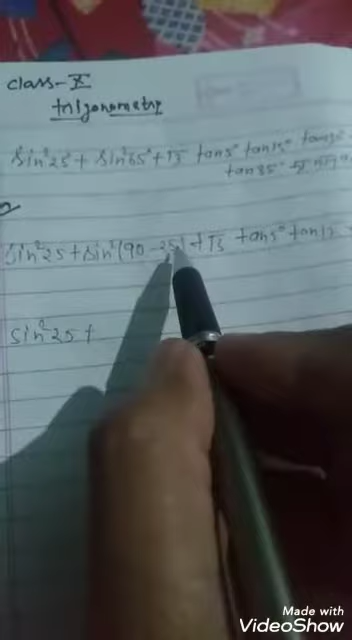 Class-X
trigonometry
Sin²25° + Sin²65° + √3 tan5° tan15° tan30°
tan85°
Sin²25 + Sin²(90-25) + √3 tan5° tan15
Sin²25 +
Made with
VideoShow